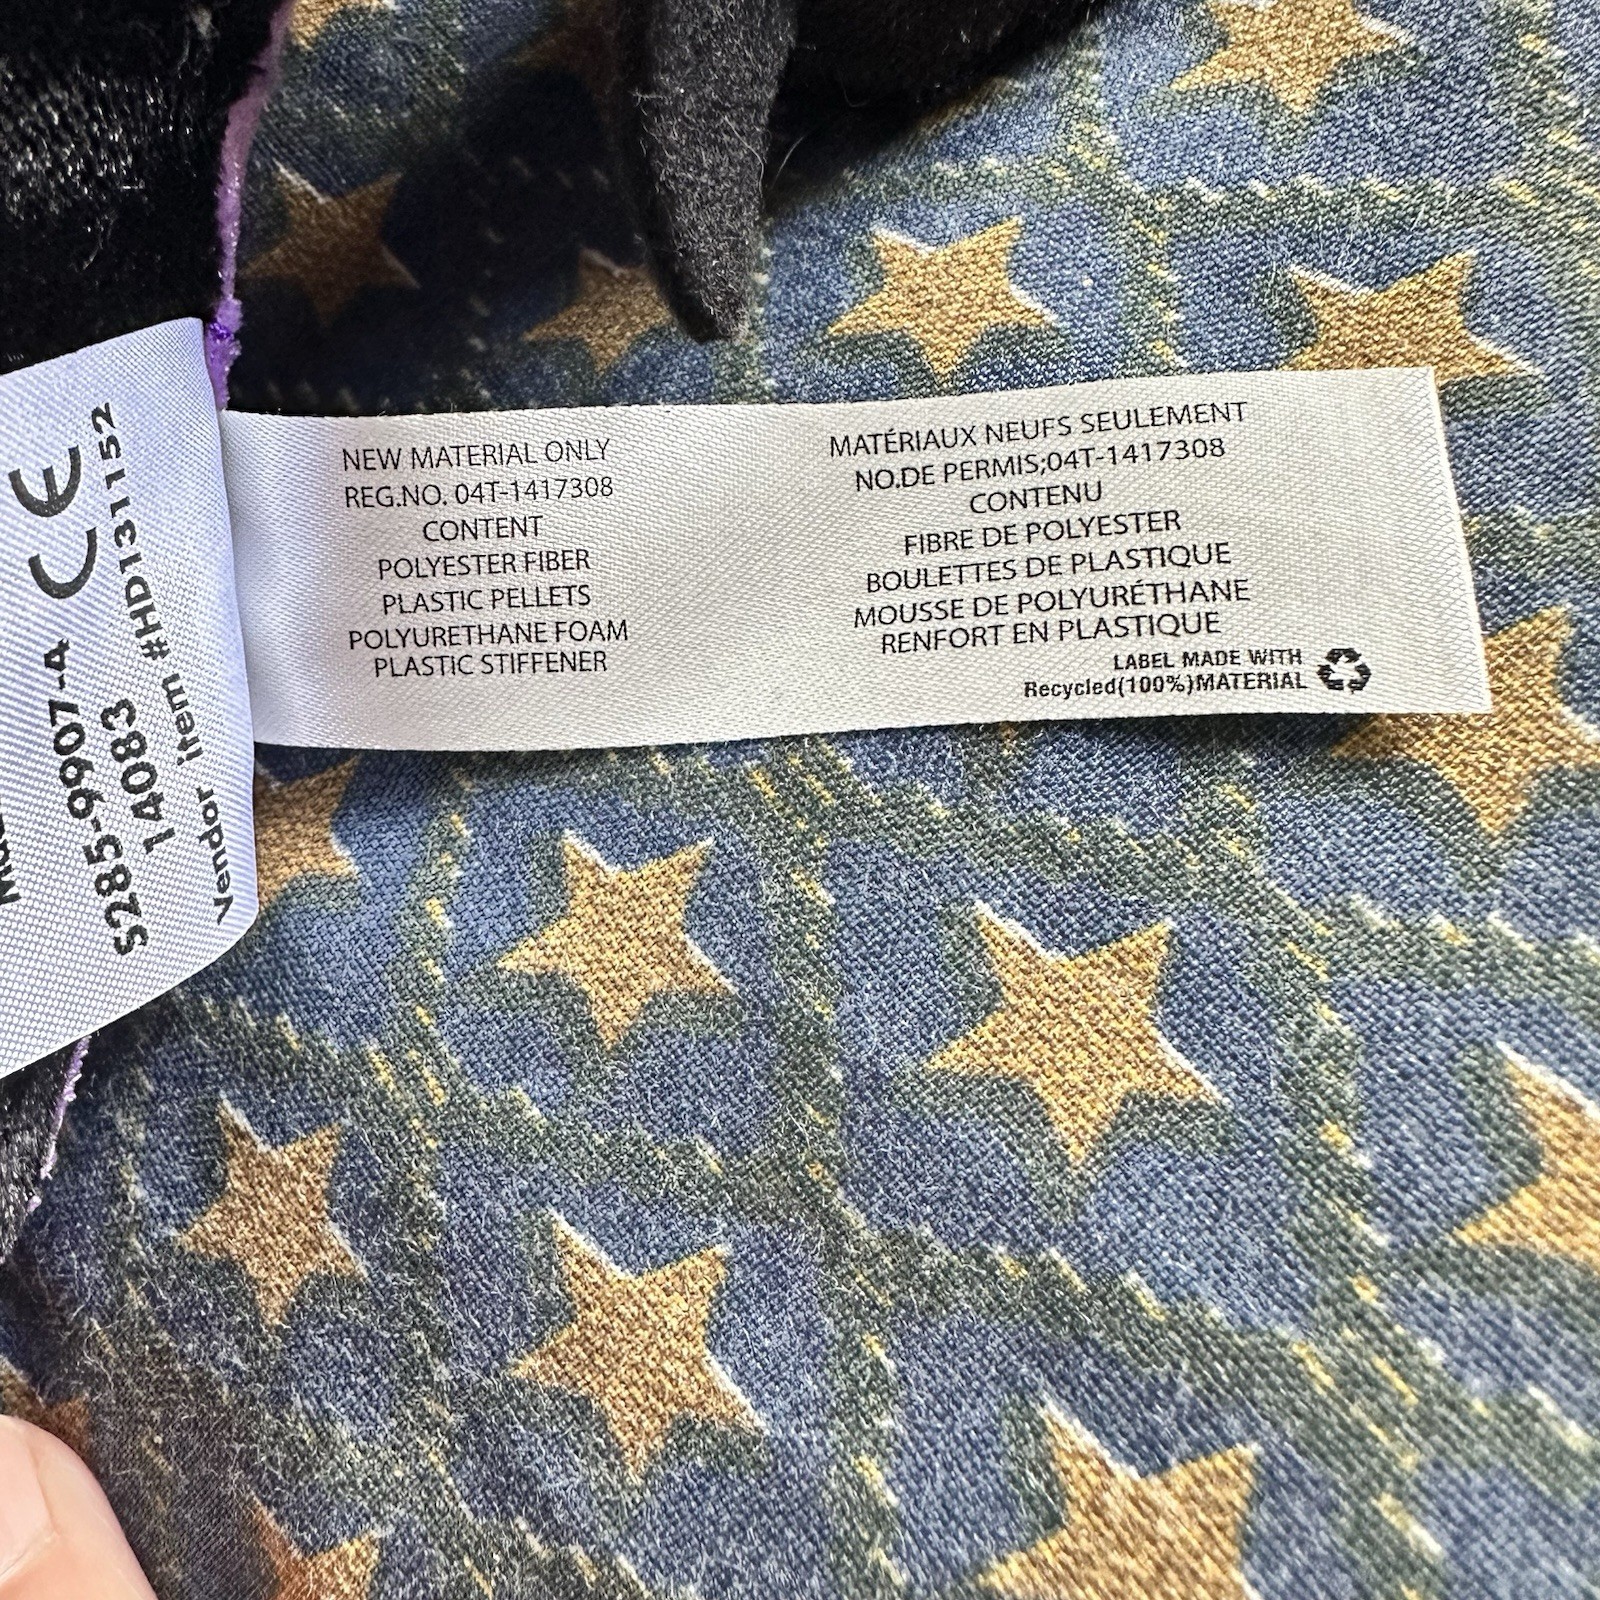 NEW MATERIAL ONLY
REG.NO. 04T-1417308
CONTENT
POLYESTER FIBER
PLASTIC PELLETS
POLYURETHANE FOAM
PLASTIC STIFFENER
MATÉRIAUX NEUFS SEULEMENT
NO.DE PERMIS;04T-1417308
CONTENU
FIBRE DE POLYESTER
BOULETTES DE PLASTIQUE
MOUSSE DE POLYURÉTHANE
RENFORT EN PLASTIQUE
LABEL MADE WITH
Recycled(100%)MATERIAL
CE
S285-9907-4
14083
Vendor item #HD131152